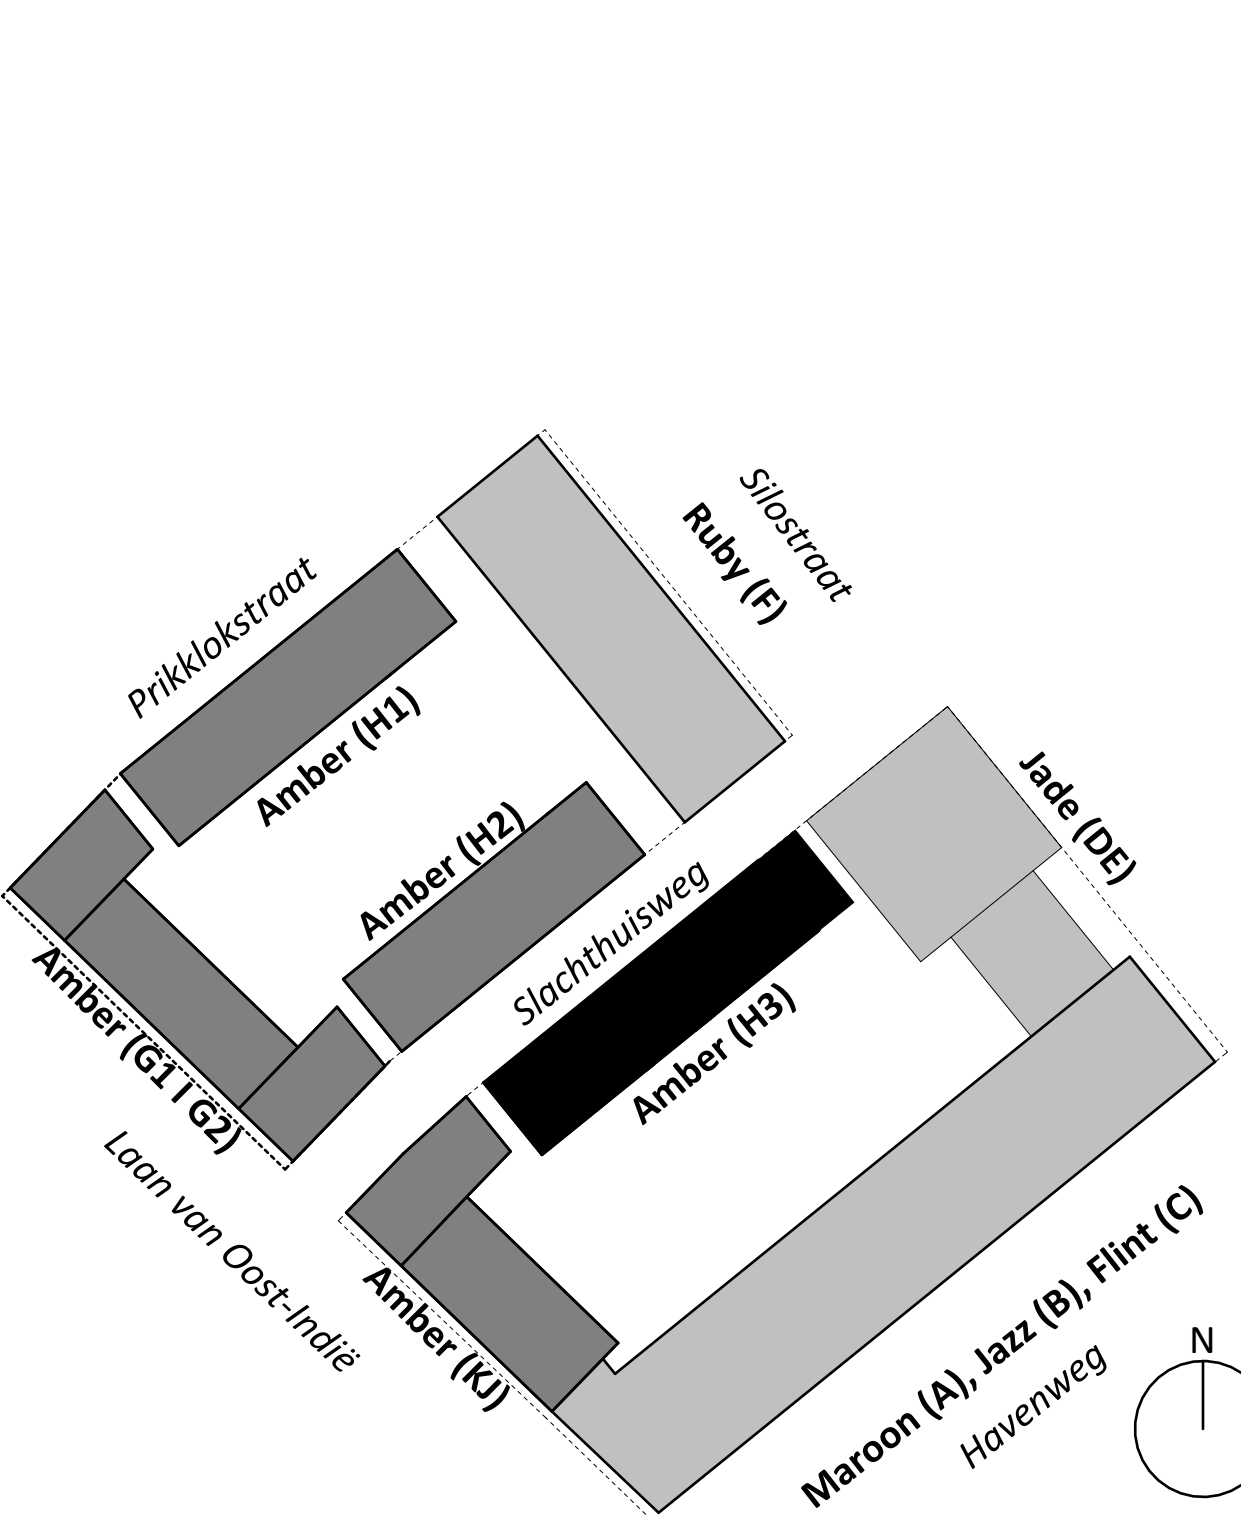 Silostraat
Ruby (F)
Prikklokstraat
Amber (H1)
Jade (DE)
Amber (H2)
Slachthuisweg
Amber (H3)
Amber (G1 I G2)
Laan van Oost-Indië
Amber (KJ)
Maroon (A), Jazz (B), Flint (C)
Havenweg
N